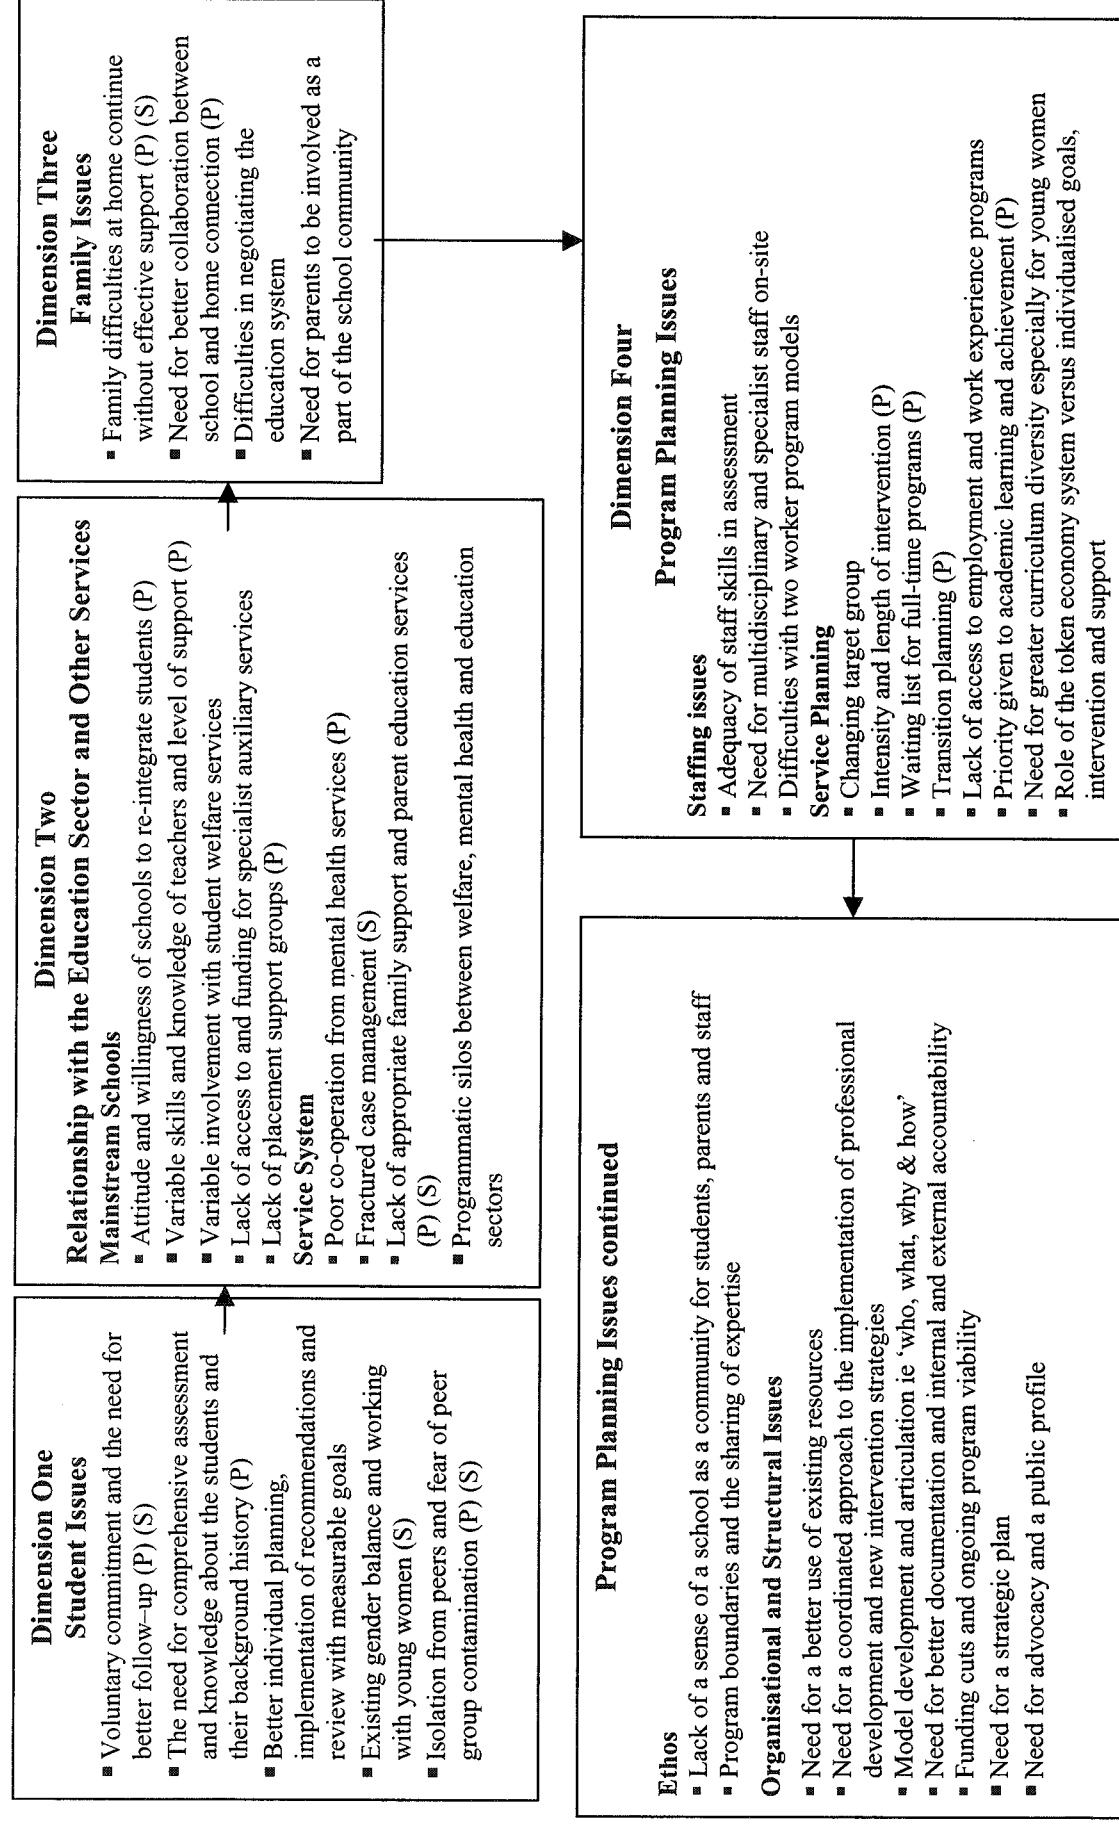 Dimension One
Student Issues
▪ Voluntary commitment and the need for
better follow–up (P) (S)
▪ The need for comprehensive assessment
and knowledge about the students and
their background history (P)
▪ Better individual planning,
implementation of recommendations and
review with measurable goals
▪ Existing gender balance and working
with young women (S)
▪ Isolation from peers and fear of peer
group contamination (P) (S)
Dimension Two
Relationship with the Education Sector and Other Services
Mainstream Schools
▪ Attitude and willingness of schools to re-integrate students (P)
▪ Variable skills and knowledge of teachers and level of support (P)
▪ Variable involvement with student welfare services
▪ Lack of access to and funding for specialist auxiliary services
▪ Lack of placement support groups (P)
Service System
▪ Poor co-operation from mental health services (P)
▪ Fractured case management (S)
▪ Lack of appropriate family support and parent education services
(P) (S)
▪ Programmatic silos between welfare, mental health and education
sectors
Dimension Three
Family Issues
▪ Family difficulties at home continue
without effective support (P) (S)
▪ Need for better collaboration between
school and home connection (P)
▪ Difficulties in negotiating the
education system
▪ Need for parents to be involved as a
part of the school community
Dimension Four
Program Planning Issues
Staffing issues
▪ Adequacy of staff skills in assessment
▪ Need for multidisciplinary and specialist staff on-site
▪ Difficulties with two worker program models
Service Planning
▪ Changing target group
▪ Intensity and length of intervention (P)
▪ Waiting list for full-time programs (P)
▪ Transition planning (P)
▪ Lack of access to employment and work experience programs
▪ Priority given to academic learning and achievement (P)
▪ Need for greater curriculum diversity especially for young women
▪ Role of the token economy system versus individualised goals,
intervention and support
Program Planning Issues continued
Ethos
▪ Lack of a sense of a school as a community for students, parents and staff
▪ Program boundaries and the sharing of expertise
Organisational and Structural Issues
▪ Need for a better use of existing resources
▪ Need for a coordinated approach to the implementation of professional
development and new intervention strategies
▪ Model development and articulation ie ‘who, what, why & how’
▪ Need for better documentation and internal and external accountability
▪ Funding cuts and ongoing program viability
▪ Need for a strategic plan
▪ Need for advocacy and a public profile